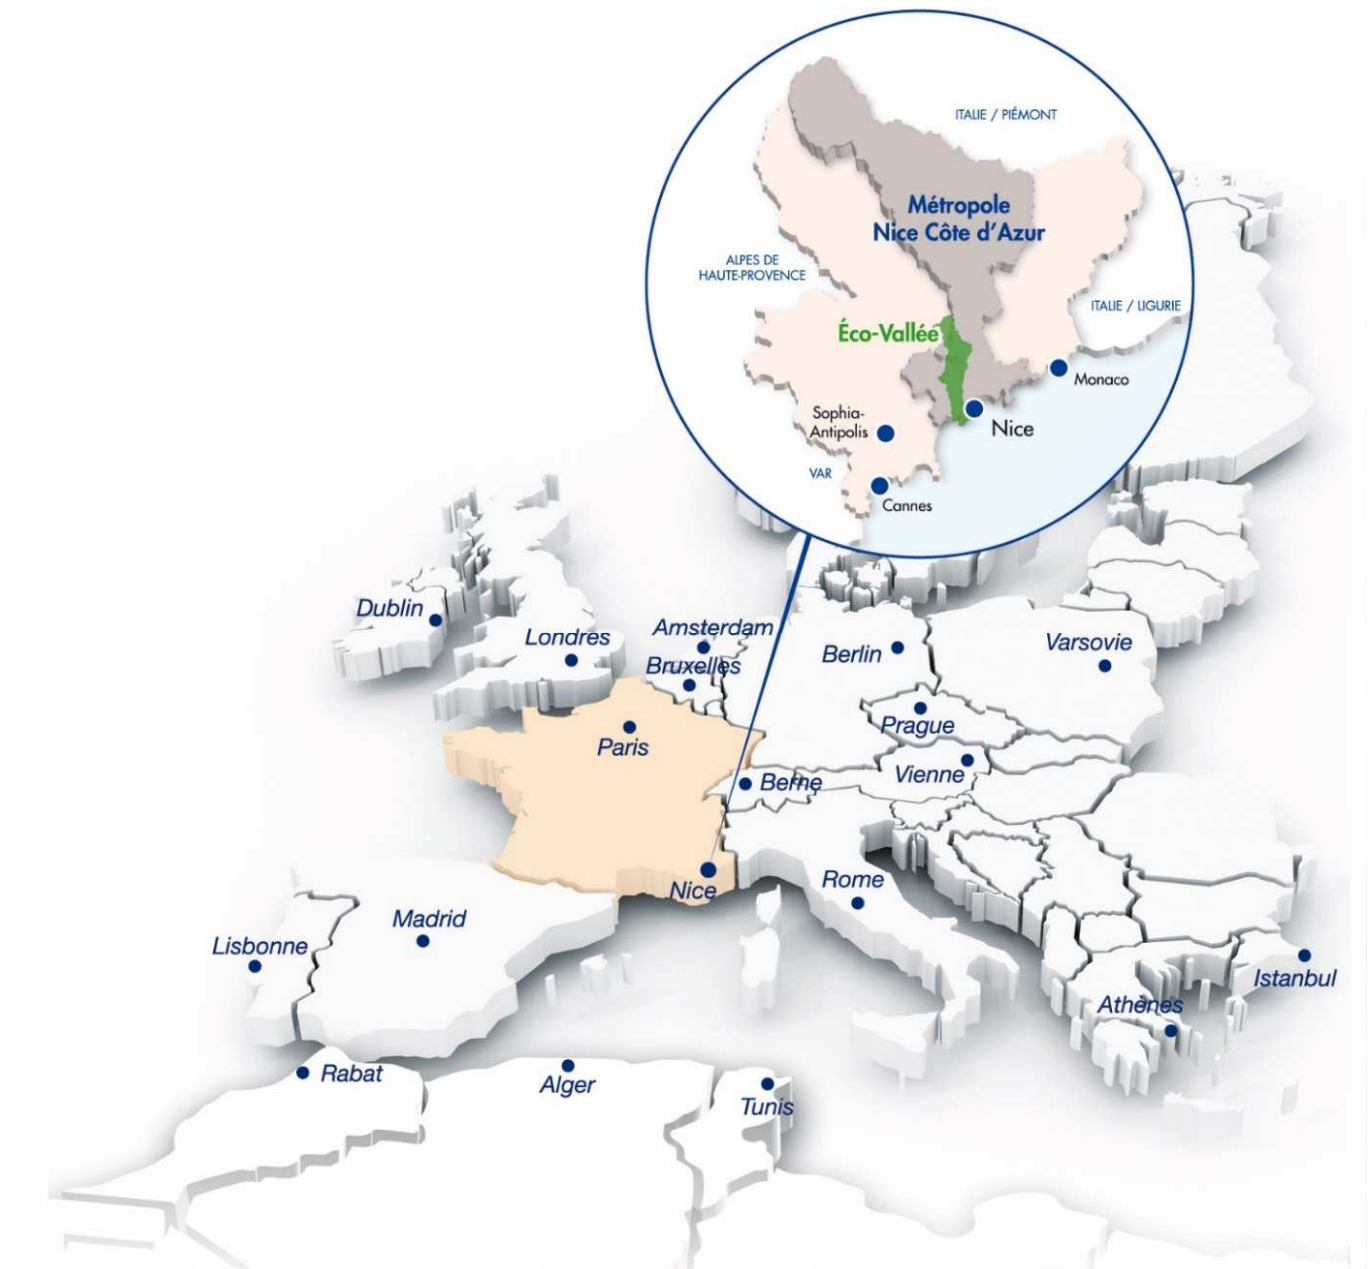 ITALIE / PIÉMONT
Métropole
Nice Côte d'Azur
ALPES DE
HAUTE-PROVENCE
ITALIE / LIGURIE
Éco-Vallée
Monaco
Sophia-
Antipolis
Nice
VAR
Cannes
Dublin
Londres
Amsterdam
Bruxelles
Berlin
Varsovie
Paris
Prague
Berne
Vienne
Nice
Rome
Madrid
Lisbonne
Istanbul
Athènes
Rabat
Alger
Tunis